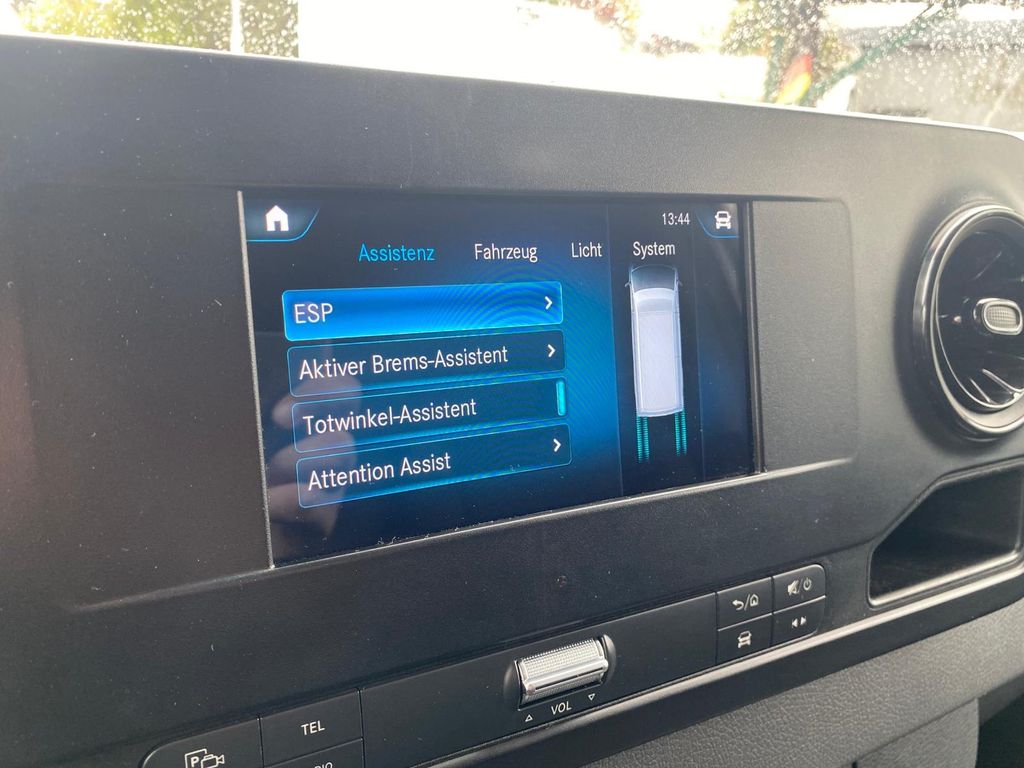 13:44
Assistenz Fahrzeug Licht System
ESP
Aktiver Brems-Assistent
Totwinkel-Assistent
Attention Assist
VOL
TEL
P